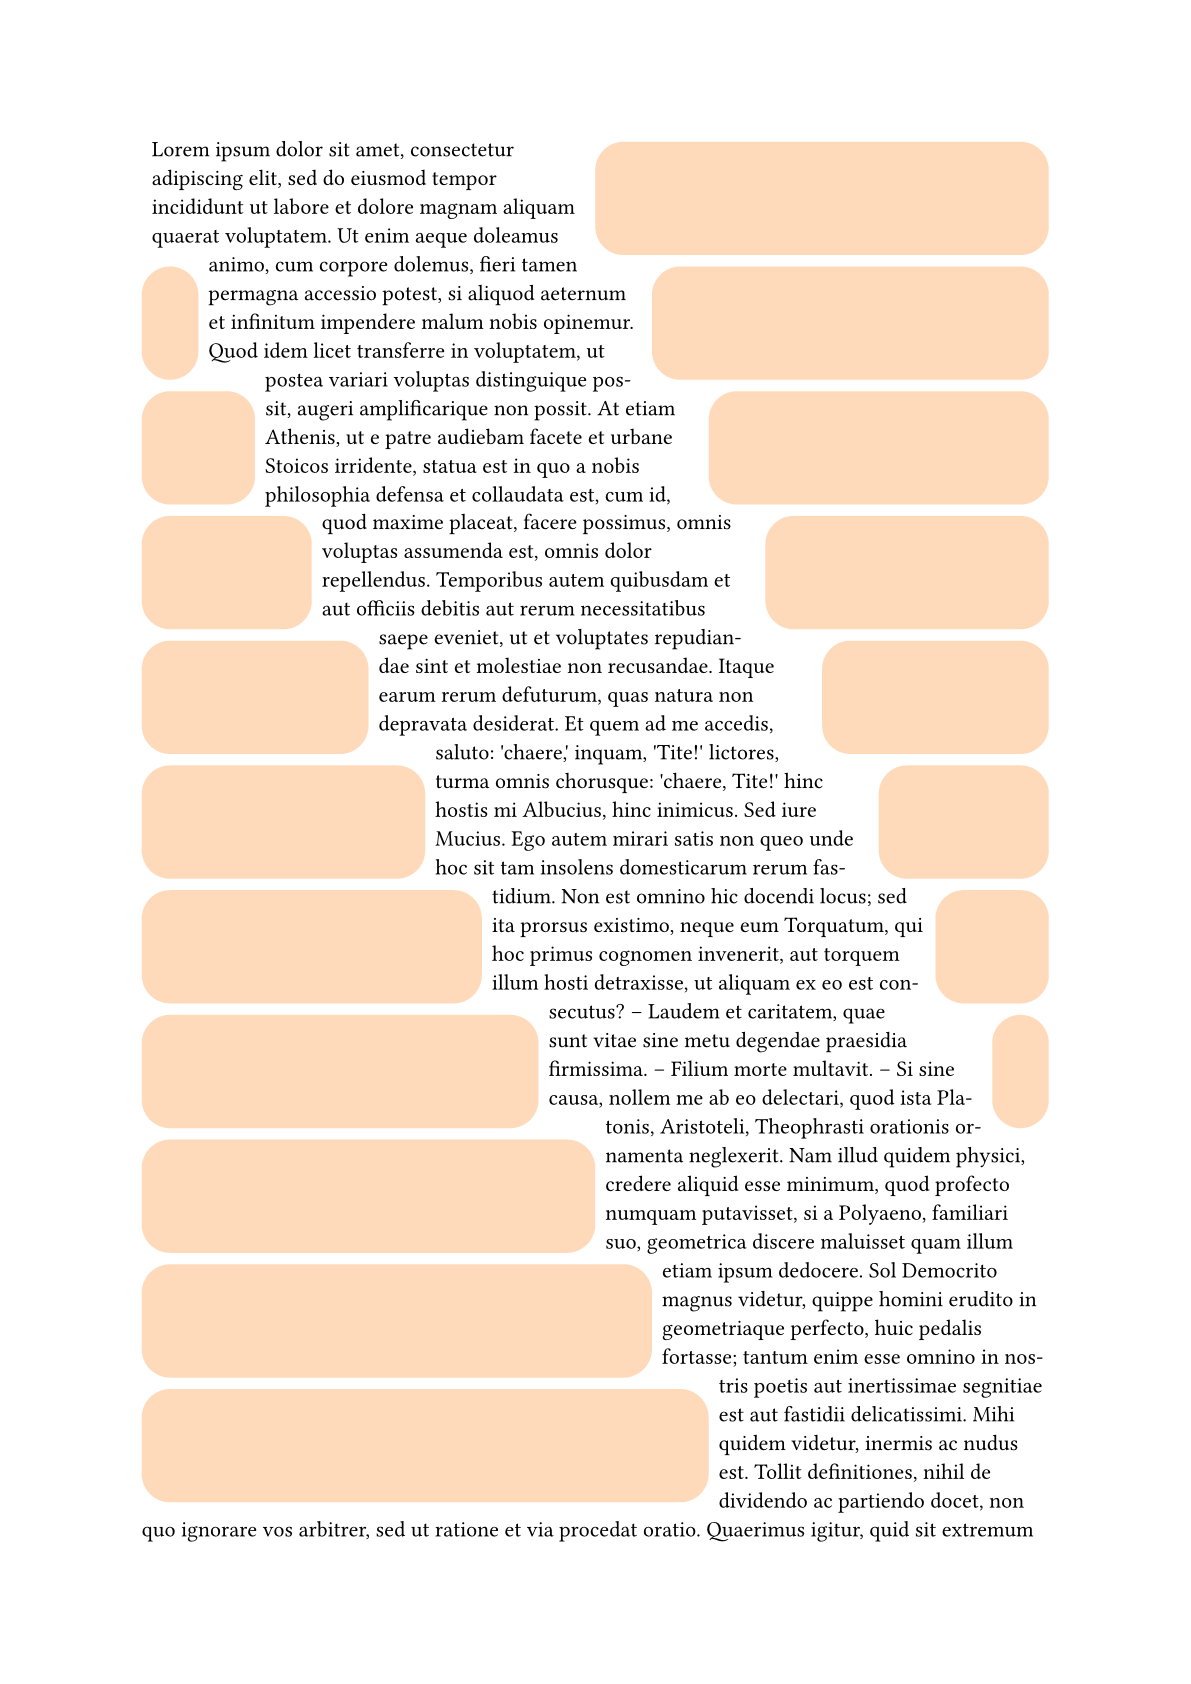 Lorem ipsum dolor sit amet, consectetur
adipiscing elit, sed do eiusmod tempor
incididunt ut labore et dolore magnam aliquam
quaerat voluptatem. Ut enim aeque doleamus
animo, cum corpore dolemus, fieri tamen
permagna accessio potest, si aliquod aeternum
et infinitum impendere malum nobis opinemur.
Quod idem licet transferre in voluptatem, ut
postea variari voluptas distinguique pos-
sit, augeri amplificarique non possit. At etiam
Athenis, ut e patre audiebam facete et urbane
Stoicos irridente, statua est in quo a nobis
philosophia defensa et collaudata est, cum id,
quod maxime placeat, facere possimus, omnis
voluptas assumenda est, omnis dolor
repellendus. Temporibus autem quibusdam et
aut officiis debitis aut rerum necessitatibus
saepe eveniet, ut et voluptates repudian-
dae sint et molestiae non recusandae. Itaque
earum rerum defuturum, quas natura non
depravata desiderat. Et quem ad me accedis,
saluto: 'chaere,' inquam, 'Tite!' lictores,
turma omnis chorusque: 'chaere, Tite!' hinc
hostis mi Albucius, hinc inimicus. Sed iure
Mucius. Ego autem mirari satis non queo unde
hoc sit tam insolens domesticarum rerum fas-
tidium. Non est omnino hic docendi locus; sed
ita prorsus existimo, neque eum Torquatum, qui
hoc primus cognomen invenerit, aut torquem
illum hosti detraxisse, ut aliquam ex eo est con-
secutus? – Laudem et caritatem, quae
sunt vitae sine metu degendae praesidia
firmissima. – Filium morte multavit. – Si sine
causa, nollem me ab eo delectari, quod ista Pla-
tonis, Aristoteli, Theophrasti orationis or-
namenta neglexerit. Nam illud quidem physici,
credere aliquid esse minimum, quod profecto
numquam putavisset, si a Polyaeno, familiari
suo, geometrica discere maluisset quam illum
etiam ipsum dedocere. Sol Democrito
magnus videtur, quippe homini erudito in
geometriaque perfecto, huic pedalis
fortasse; tantum enim esse omnino in nos-
tris poetis aut inertissimae segnitiae
est aut fastidii delicatissimi. Mihi
quidem videtur, inermis ac nudus
est. Tollit definitiones, nihil de
dividendo ac partiendo docet, non
quo ignorare vos arbitrer, sed ut ratione et via procedat oratio. Quaerimus igitur, quid sit extremum